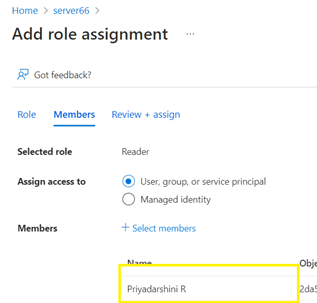 Home > server66 >
Add role assignment ...
Got feedback?
Role Members Review + assign
Selected role Reader
Assign access to User, group, or service principal
Managed identity
Members + Select members
Name Obje
Priyadarshini R 2da5